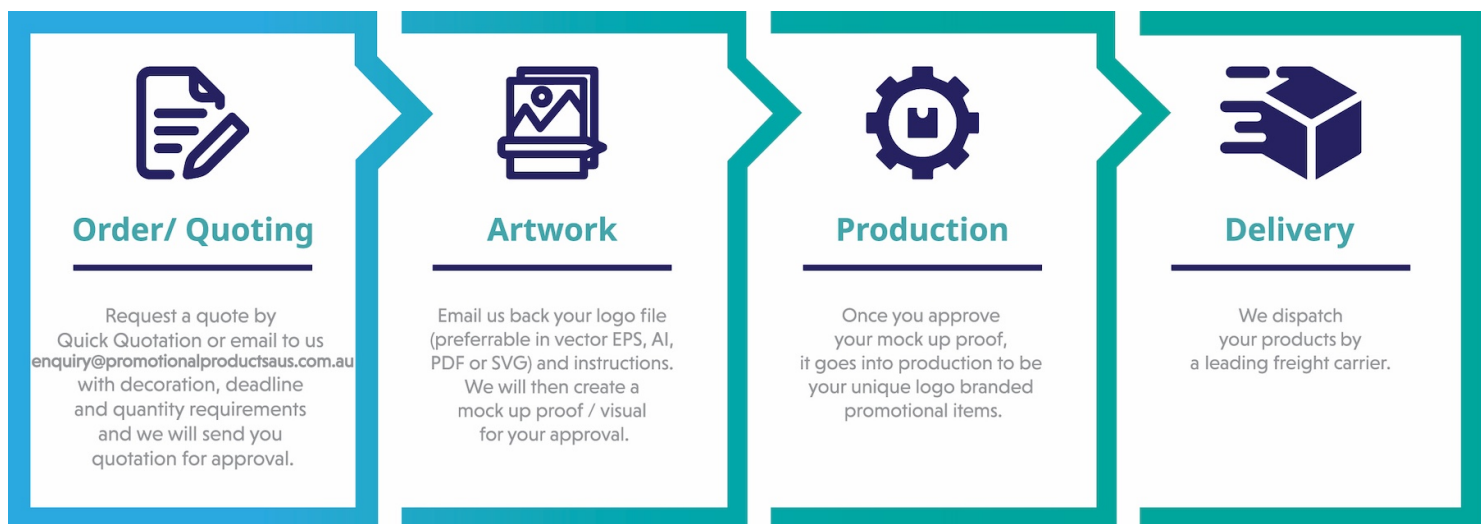 Order/ Quoting
Request a quote by
Quick Quotation or email to us
enquiry@promotionalproductsaus.com.au
with decoration, deadline
and quantity requirements
and we will send you
quotation for approval.
Artwork
Email us back your logo file
(preferrable in vector EPS, AI,
PDF or SVG) and instructions.
We will then create a
mock up proof / visual
for your approval.
Production
Once you approve
your mock up proof,
it goes into production to be
your unique logo branded
promotional items.
Delivery
We dispatch
your products by
a leading freight carrier.